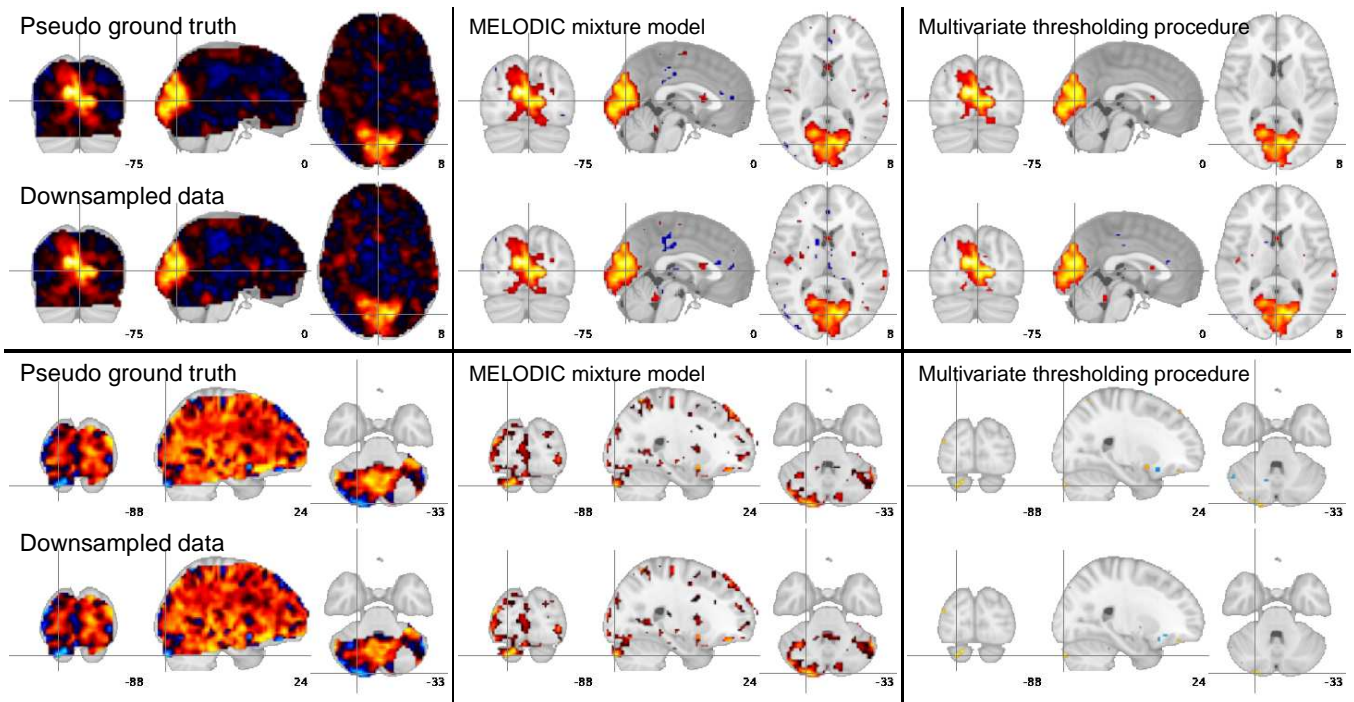 Pseudo ground truth
MELODIC mixture model
Multivariate thresholding procedure
-75 0 8
-75 0 8
-75 0 8
Downsampled data
-75 0 8
-75 0 8
-75 0 8
Pseudo ground truth
MELODIC mixture model
Multivariate thresholding procedure
-88 24 -33
-88 24 -33
-88 24 -33
Downsampled data
-88 24 -33
-88 24 -33
-88 24 -33